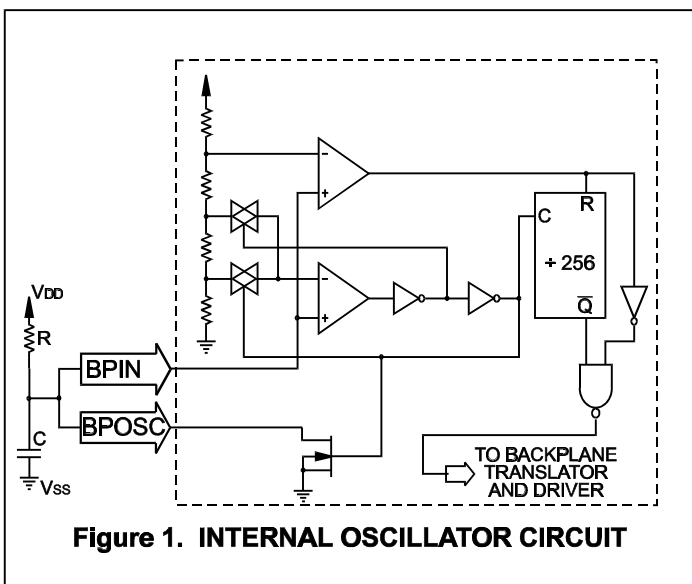 R
C
÷ 256
Q̅
VDD
R
BPIN
BPOSC
C
VSS
TO BACKPLANE
TRANSLATOR
AND DRIVER
Figure 1. INTERNAL OSCILLATOR CIRCUIT